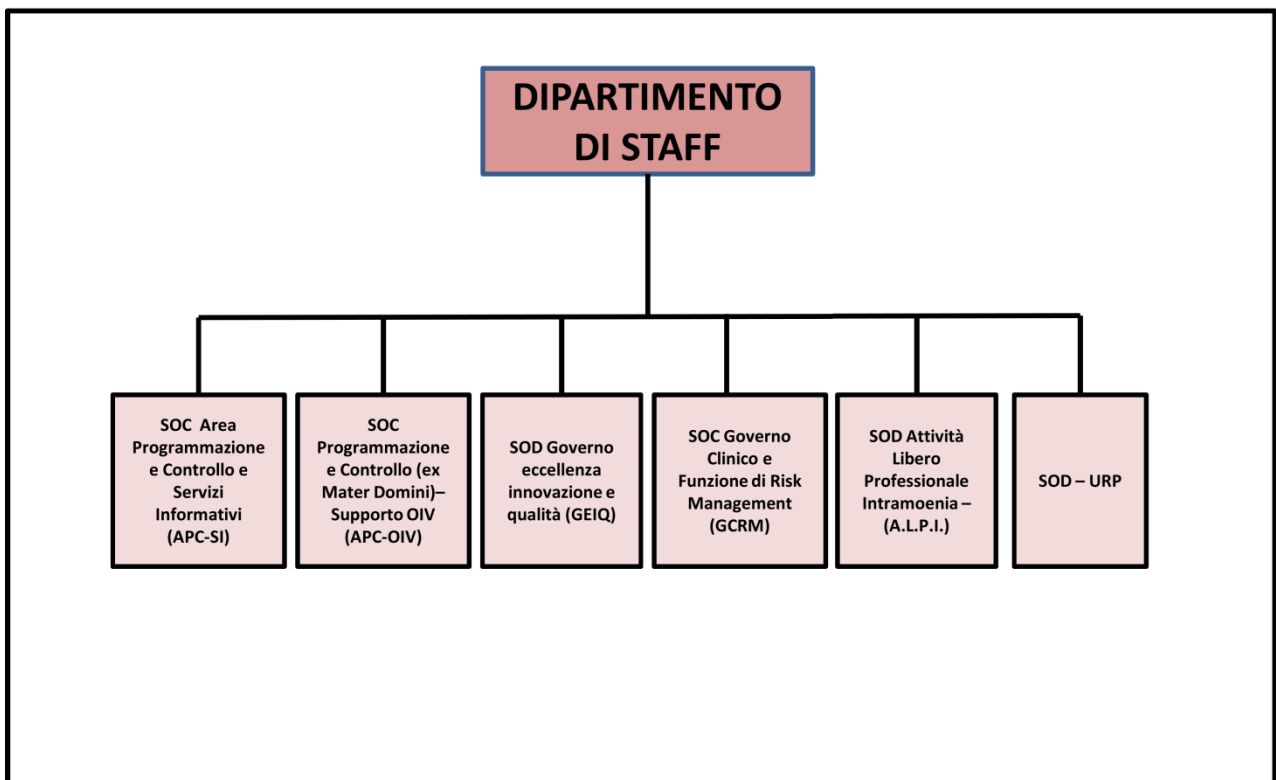 DIPARTIMENTO
DI STAFF
SOC Area
Programmazione
e Controllo e
Servizi
Informativi
(APC-SI)
SOC
Programmazione
e Controllo (ex
Mater Domini)–
Supporto OIV
(APC-OIV)
SOD Governo
eccellenza
innovazione e
qualità (GEIQ)
SOC Governo
Clinico e
Funzione di Risk
Management
(GCRM)
SOD Attività
Libero
Professionale
Intramoenia –
(A.L.P.I.)
SOD – URP